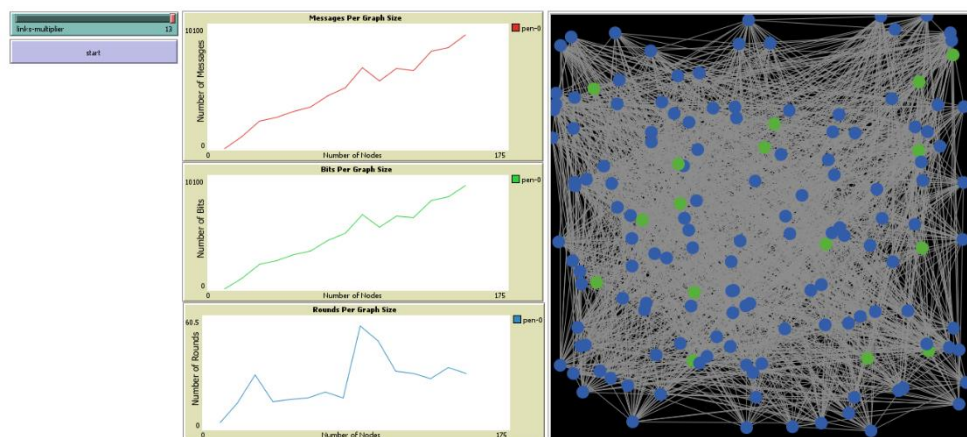 links-multiplier 13
start
Messages Per Graph Size
pen-0
10100
Number of Messages
0
0 Number of Nodes 175
Bits Per Graph Size
pen-0
10100
Number of Bits
0
0 Number of Nodes 175
Rounds Per Graph Size
pen-0
60.5
Number of Rounds
0
0 Number of Nodes 175